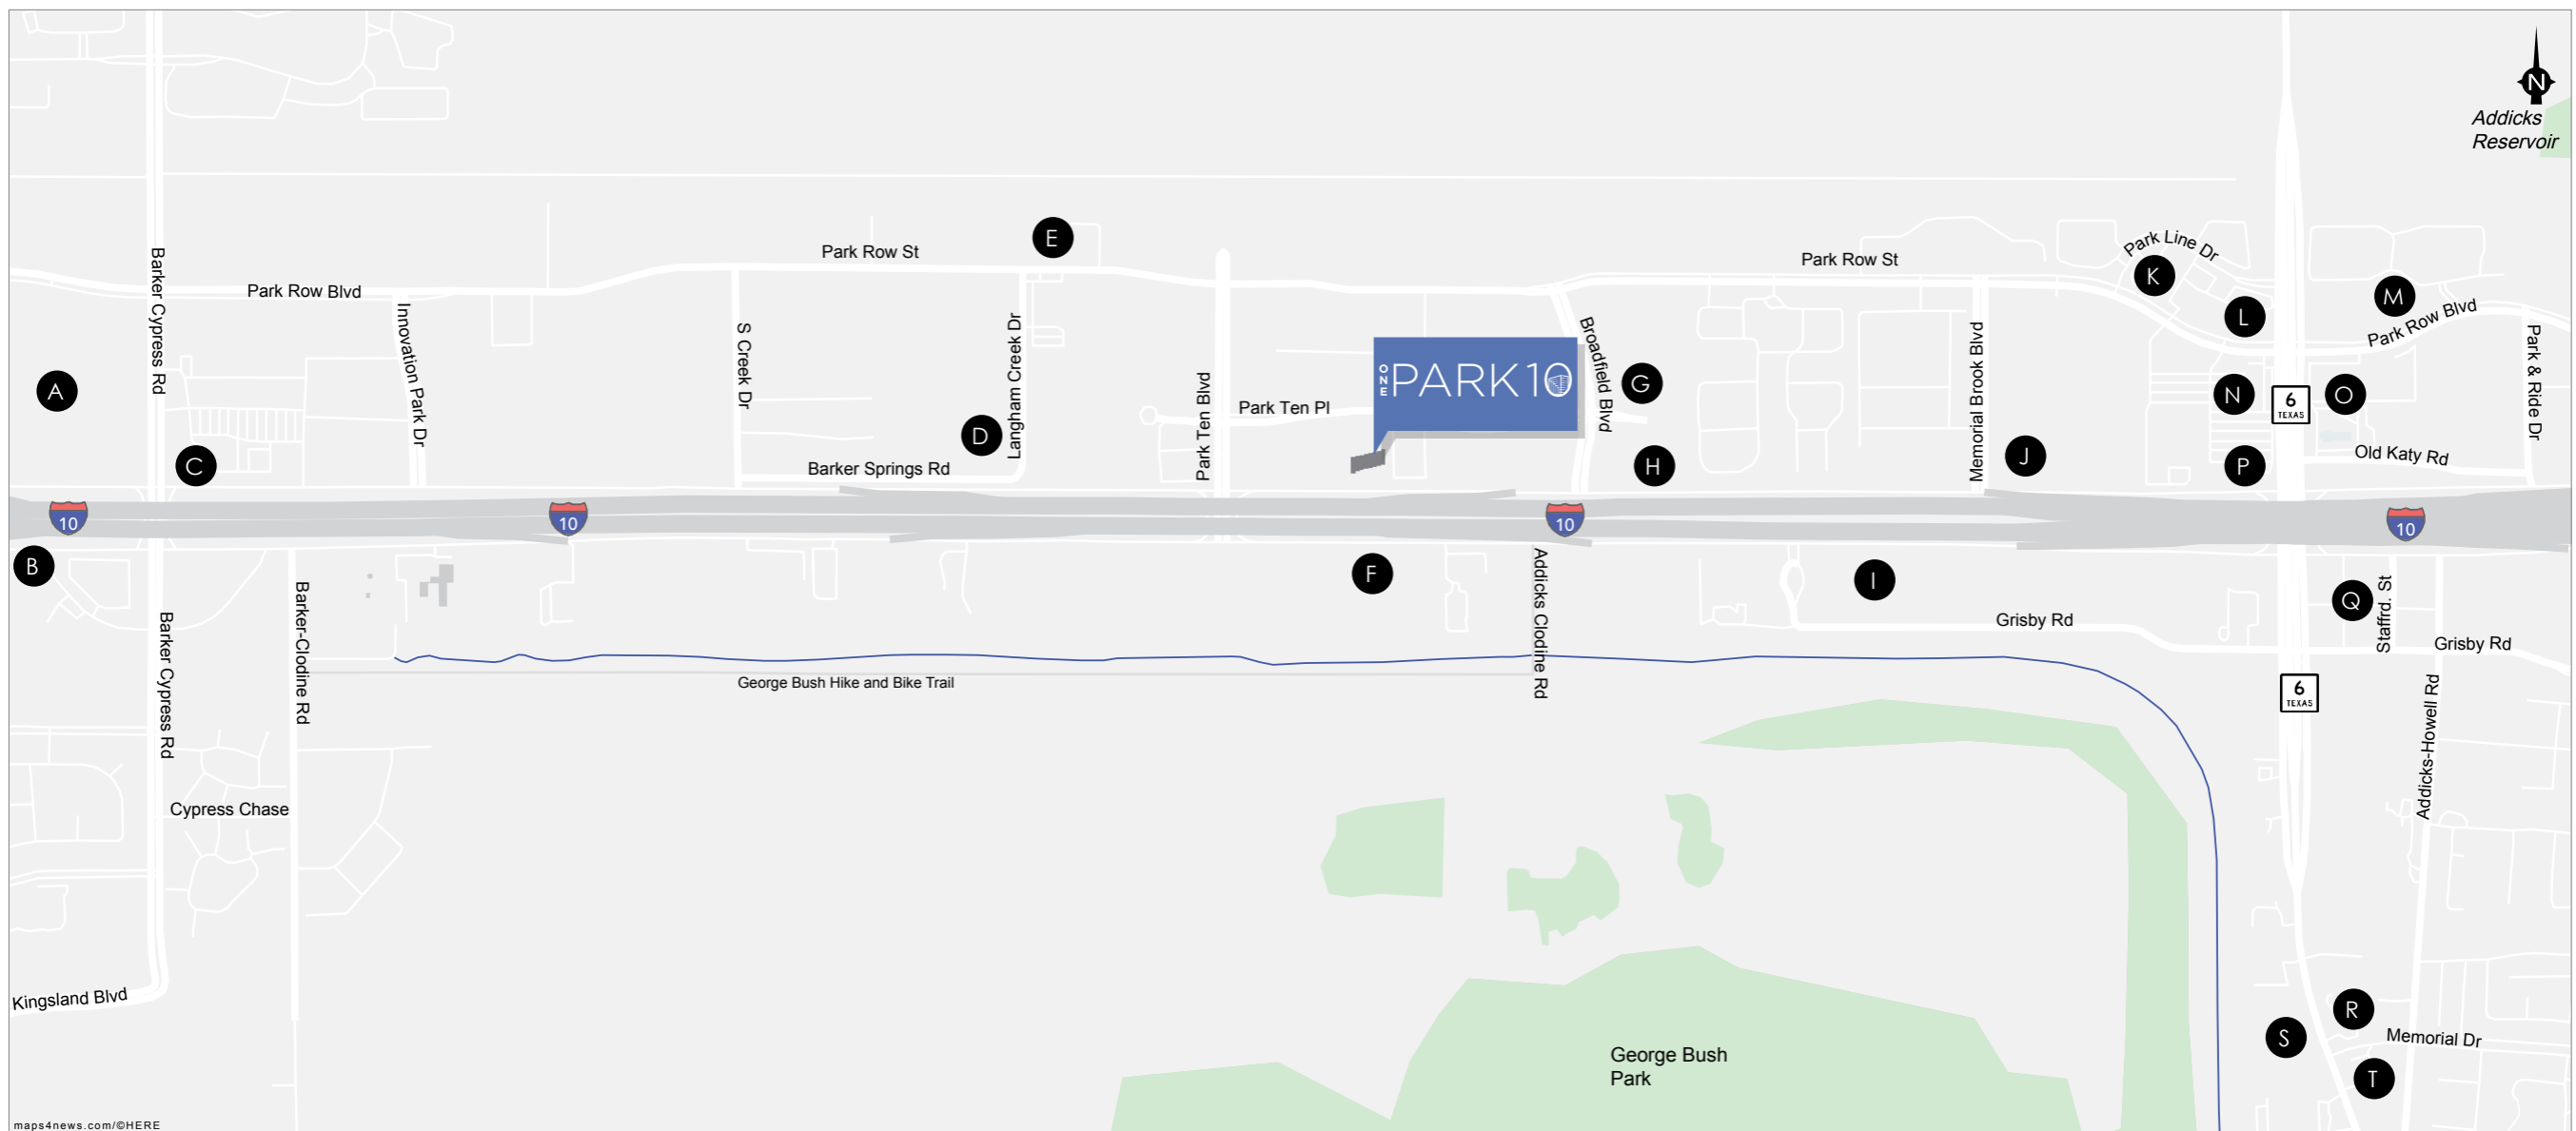 N
Addicks
Reservoir
Park Line Dr
E
Park Row St
Park Row St
K
Barker Cypress Rd
Park Row Blvd
M
L
Park Row Blvd
Innovation Park Dr
S Creek Dr
Langham Creek Dr
Broadfield Blvd
Memorial Brook Blvd
Park & Ride Dr
A
ONE PARK10
G
N
6
TEXAS
O
Park Ten Blvd
Park Ten Pl
D
C
Barker Springs Rd
H
J
P
Old Katy Rd
10
10
10
10
B
F
I
Q
Staffrd. St
Barker-Clodine Rd
Addicks Clodine Rd
Grisby Rd
Grisby Rd
Barker Cypress Rd
George Bush Hike and Bike Trail
6
TEXAS
Addicks-Howell Rd
Cypress Chase
Kingsland Blvd
R
S
Memorial Dr
George Bush
Park
T
maps4news.com/©HERE